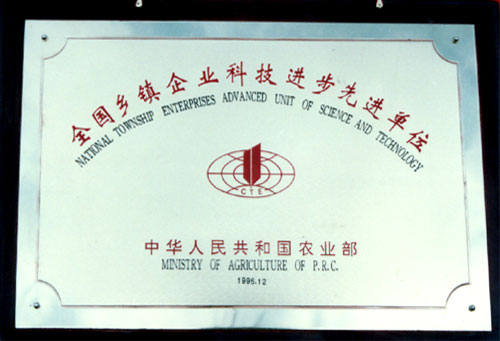 全国乡镇企业科技进步先进单位
NATIONAL TOWNSHIP ENTERPRISES ADVANCED UNIT OF SCIENCE AND TECHNOLOGY
CTE
中华人民共和国农业部
MINISTRY OF AGRICULTURE OF P.R.C.
1995.12